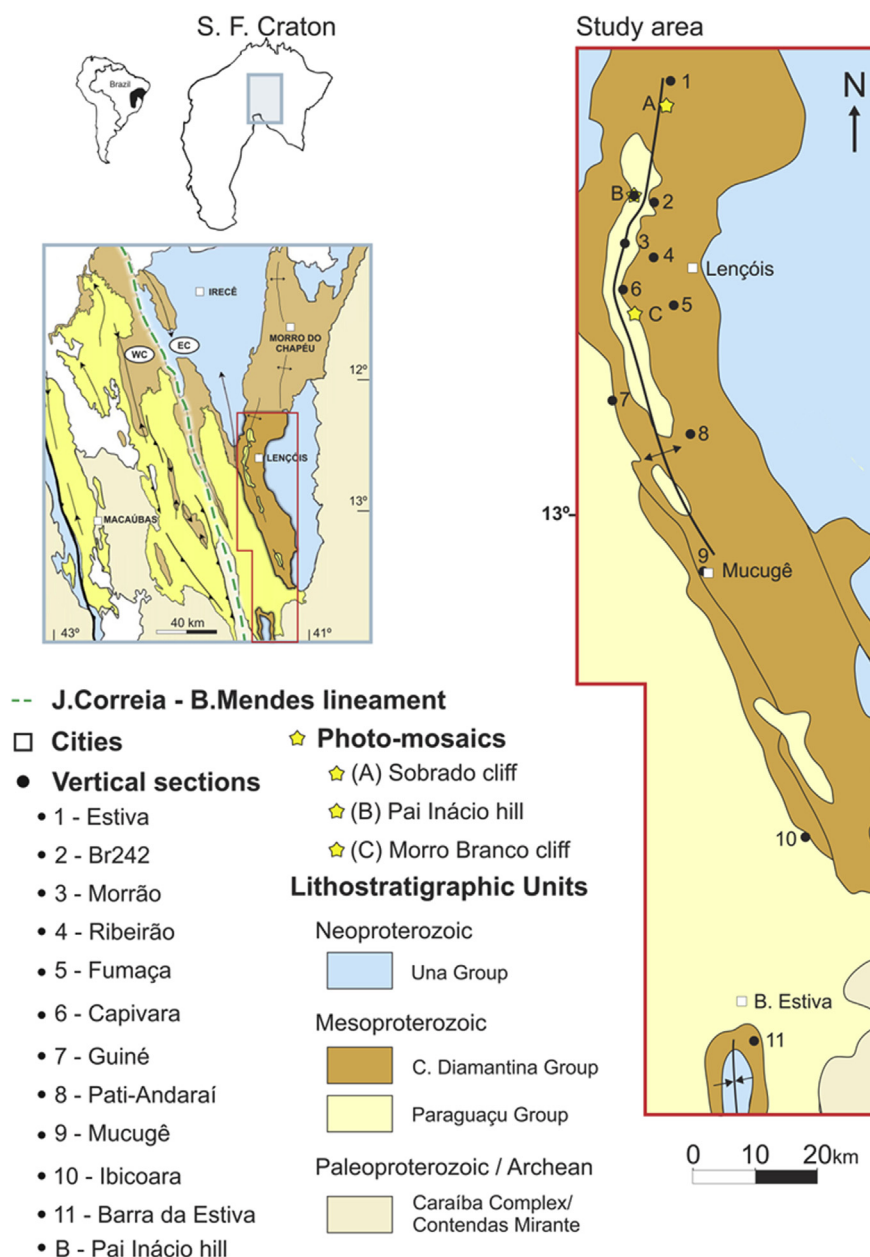 S. F. Craton
Study area
Brazil
N
1
A
B
2
3
4
Lençóis
6
5
C
7
8
13º
9
Mucugê
10
B. Estiva
11
0 10 20km
IRECÊ
MORRO DO
CHAPÉU
WC
EC
12º
LENÇÓIS
13º
MACAÚBAS
40 km
43º
41º
J.Correia - B.Mendes lineament
Cities
Vertical sections
1 - Estiva
2 - Br242
3 - Morrão
4 - Ribeirão
5 - Fumaça
6 - Capivara
7 - Guiné
8 - Pati-Andaraí
9 - Mucugê
10 - Ibicoara
11 - Barra da Estiva
B - Pai Inácio hill
Photo-mosaics
(A) Sobrado cliff
(B) Pai Inácio hill
(C) Morro Branco cliff
Lithostratigraphic Units
Neoproterozoic
Una Group
Mesoproterozoic
C. Diamantina Group
Paraguaçu Group
Paleoproterozoic / Archean
Caraíba Complex/
Contendas Mirante